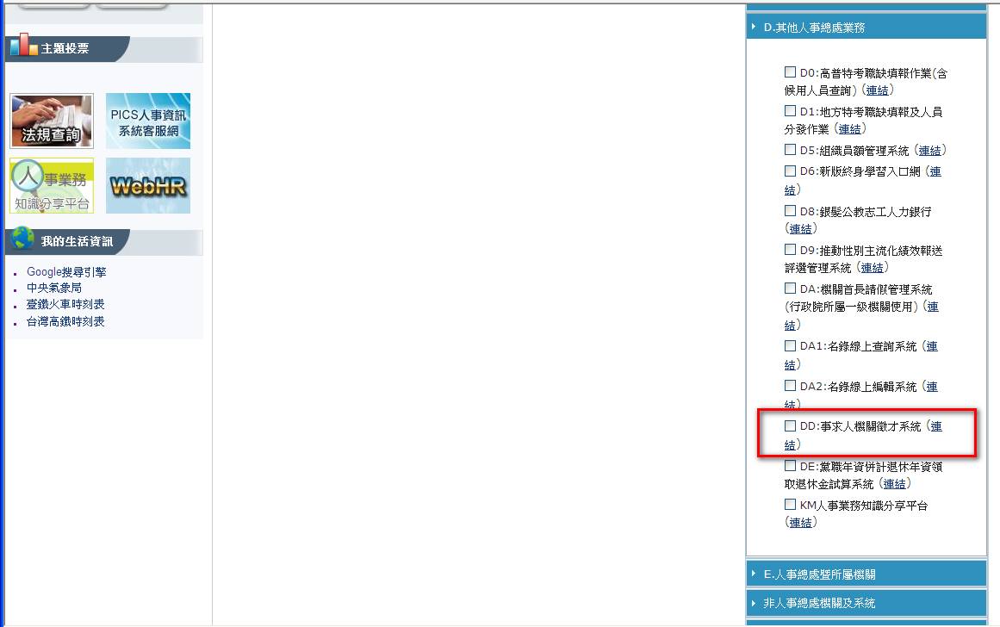 主題投票
法規查詢
PICS人事資訊
系統客服網
人事業務
知識分享平台
WebHR
我的生活資訊
Google搜尋引擎
中央氣象局
臺鐵火車時刻表
台灣高鐵時刻表
D.其他人事總處業務
D0:高普特考職缺填報作業(含
候用人員查詢) (連結)
D1:地方特考職缺填報及人員
分發作業 (連結)
D5:組織員額管理系統 (連結)
D6:新版終身學習入口網 (連
結)
D8:銀髮公教志工人力銀行
(連結)
D9:推動性別主流化績效報送
評選管理系統 (連結)
DA:機關首長請假管理系統
(行政院所屬一級機關使用) (連
結)
DA1:名錄線上查詢系統 (連
結)
DA2:名錄線上編輯系統 (連
結)
DD:事求人機關徵才系統 (連
結)
DE:黨職年資併計退休年資領
取退休金試算系統 (連結)
KM人事業務知識分享平台
(連結)
E.人事總處暨所屬機關
非人事總處機關及系統